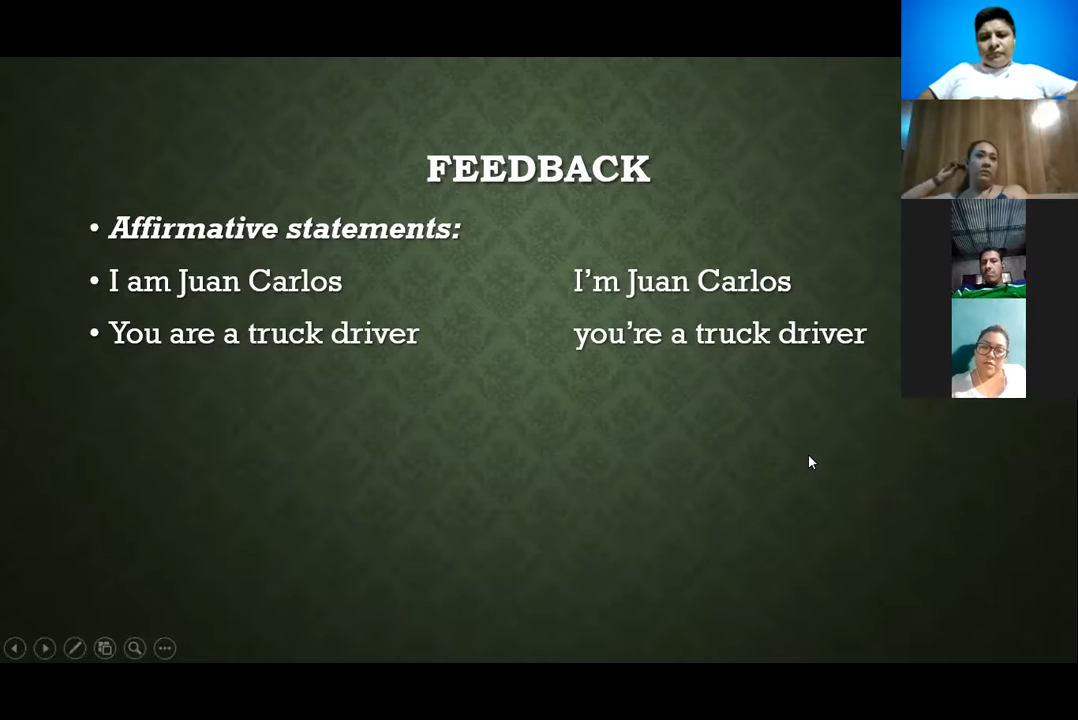 FEEDBACK
• Affirmative statements:
• I am Juan Carlos I’m Juan Carlos
• You are a truck driver you’re a truck driver